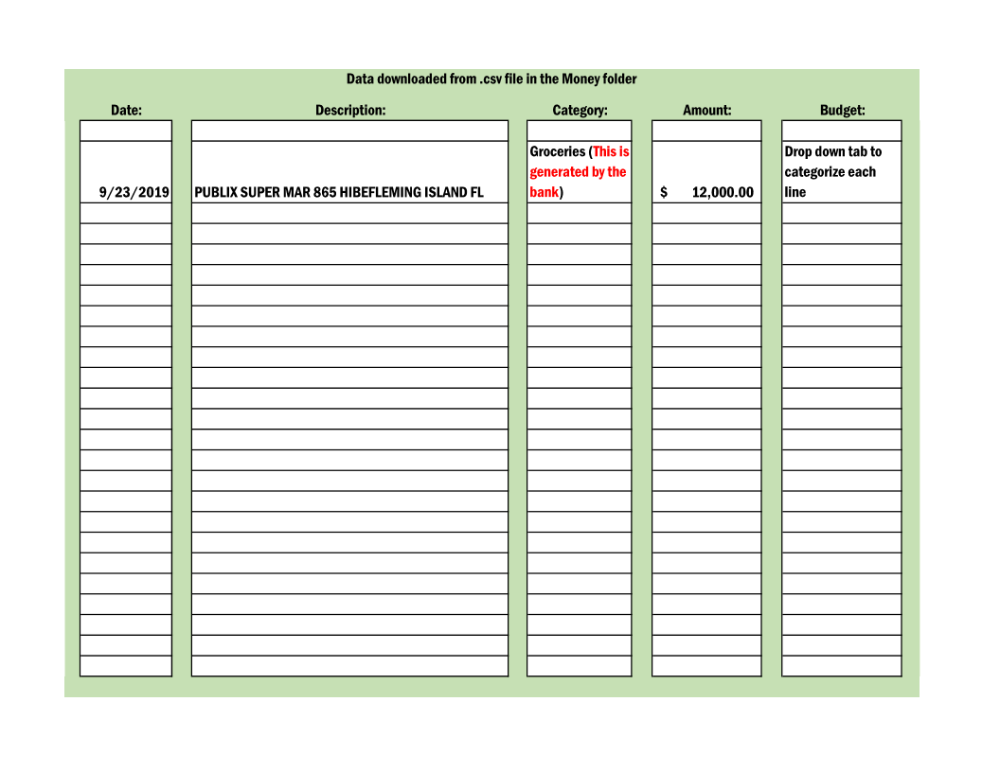 Data downloaded from .csv file in the Money folder
Date: Description: Category: Amount: Budget:
Groceries (This is
generated by the
bank)
Drop down tab to
categorize each
line
9/23/2019 PUBLIX SUPER MAR 865 HIBEFLEMING ISLAND FL
$ 12,000.00